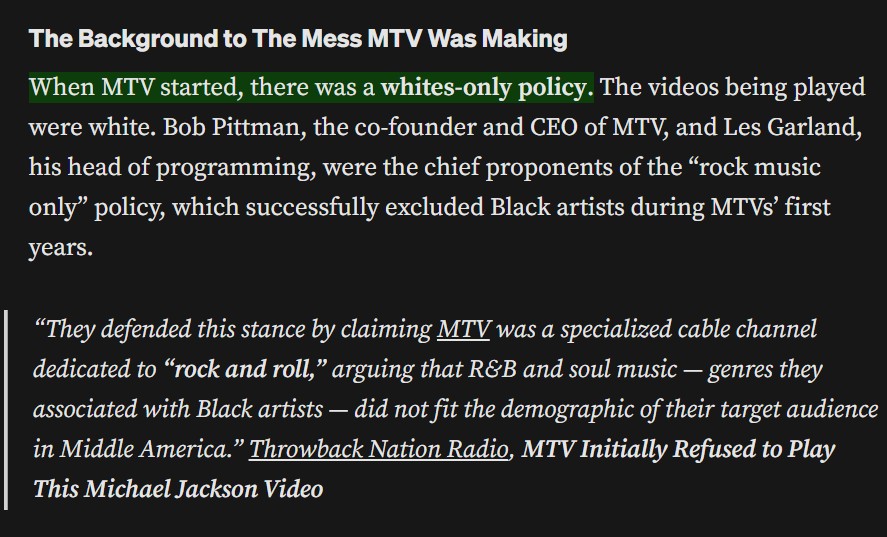 The Background to The Mess MTV Was Making
When MTV started, there was a whites-only policy. The videos being played
were white. Bob Pittman, the co-founder and CEO of MTV, and Les Garland,
his head of programming, were the chief proponents of the “rock music
only” policy, which successfully excluded Black artists during MTVs’ first
years.
“They defended this stance by claiming MTV was a specialized cable channel
dedicated to “rock and roll,” arguing that R&B and soul music — genres they
associated with Black artists — did not fit the demographic of their target audience
in Middle America.” Throwback Nation Radio, MTV Initially Refused to Play
This Michael Jackson Video